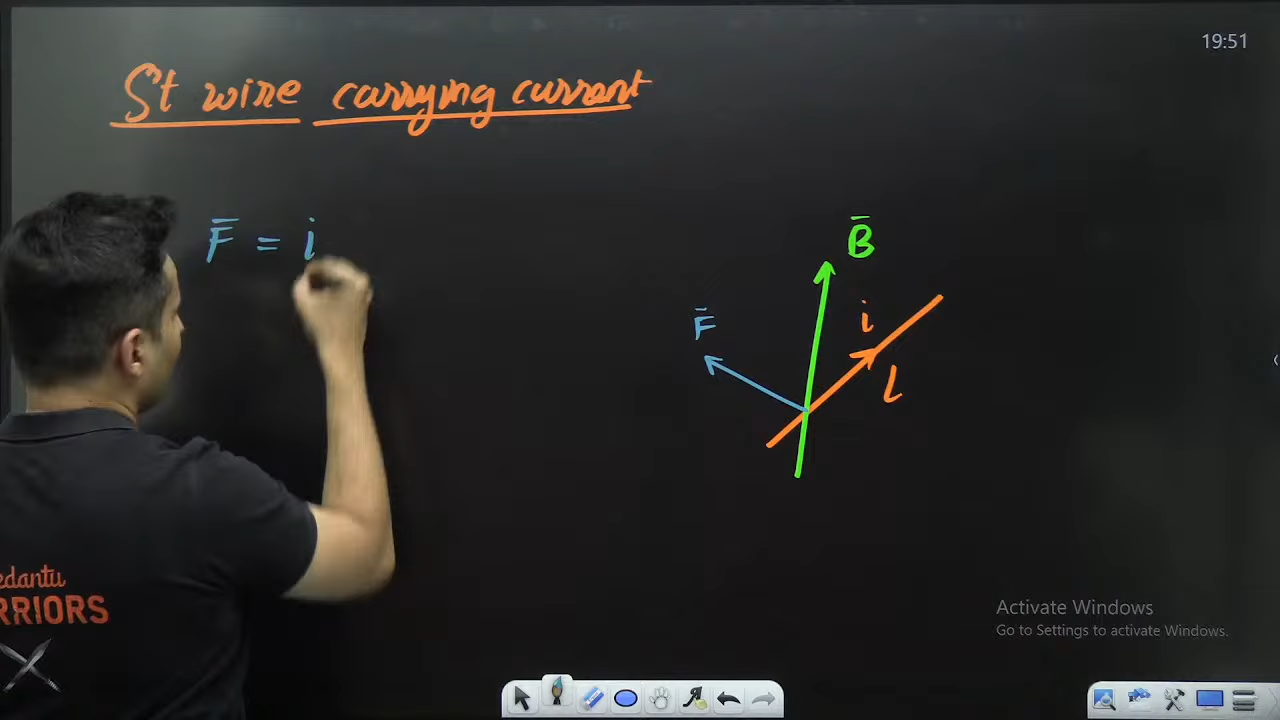 19:51
St wire carrying current
F̄ = i
B̄
F̄
i
L
edantu
RRIORS
Activate Windows
Go to Settings to activate Windows.